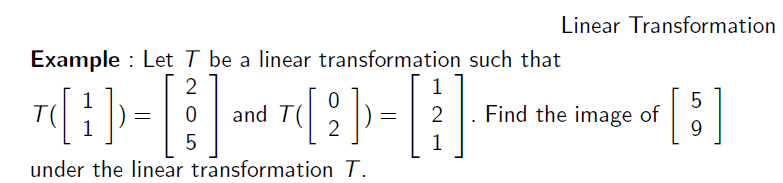 Linear Transformation
Example : Let T be a linear transformation such that
T([ 1 1 ]) = [ 2 0 5 ] and T([ 0 2 ]) = [ 1 2 1 ]. Find the image of [ 5 9 ]
under the linear transformation T.